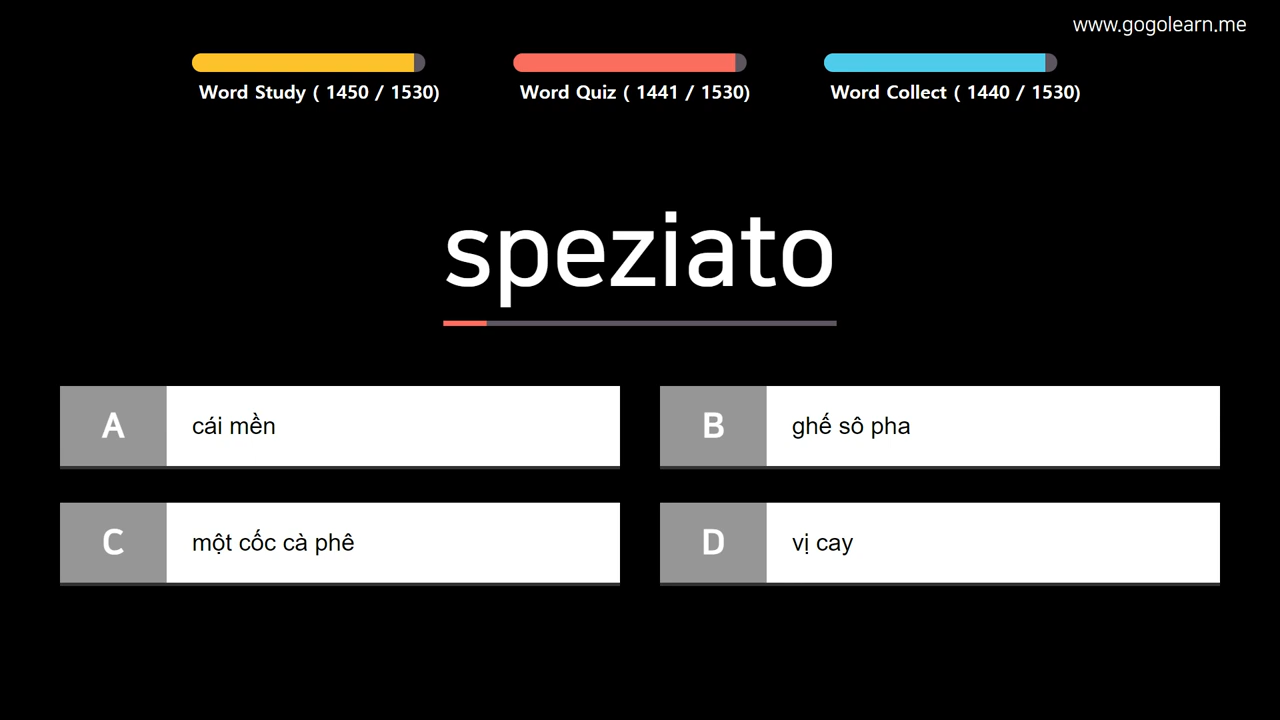 www.gogolearn.me
Word Study ( 1450 / 1530)
Word Quiz ( 1441 / 1530)
Word Collect ( 1440 / 1530)
speziato
A cái mền
B ghế sô pha
C một cốc cà phê
D vị cay